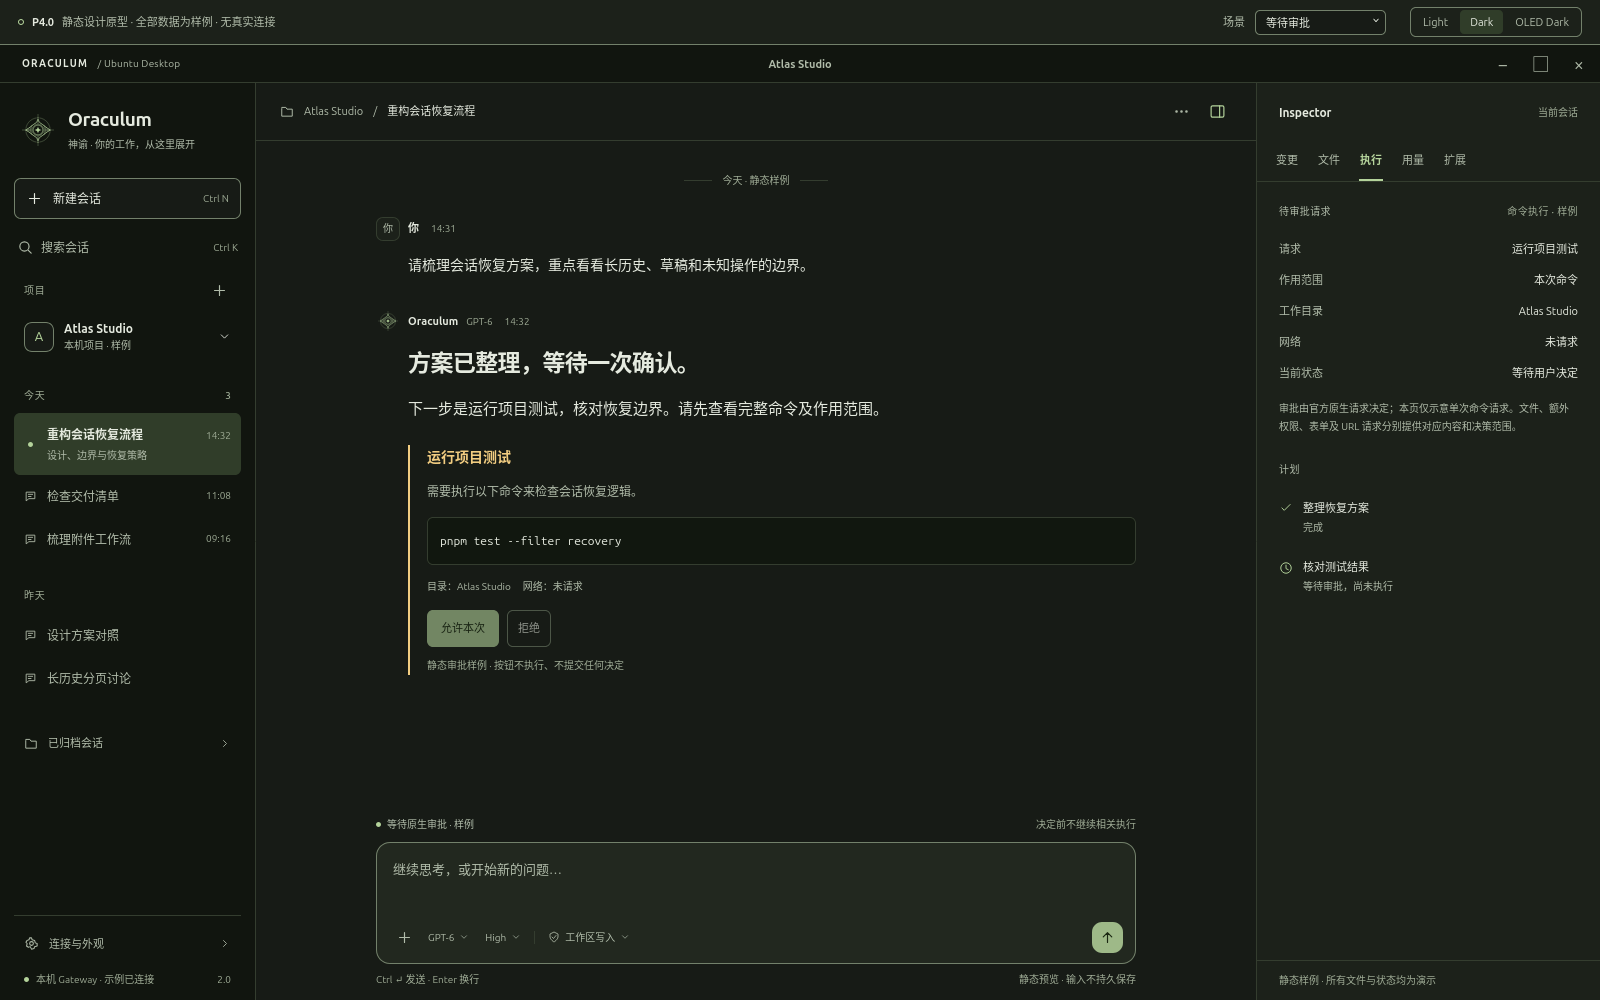 P4.0 静态设计原型 · 全部数据为样例 · 无真实连接
场景 等待审批 Light Dark OLED Dark
ORACULUM / Ubuntu Desktop
Atlas Studio
Oraculum
神谕 · 你的工作，从这里展开
新建会话 Ctrl N
搜索会话 Ctrl K
项目
A
Atlas Studio
本机项目 · 样例
今天 3
重构会话恢复流程 14:32
设计、边界与恢复策略
检查交付清单 11:08
梳理附件工作流 09:16
昨天
设计方案对照
长历史分页讨论
已归档会话
连接与外观
本机 Gateway · 示例已连接 2.0
Atlas Studio / 重构会话恢复流程
今天 · 静态样例
你 你 14:31
请梳理会话恢复方案，重点看看长历史、草稿和未知操作的边界。
Oraculum GPT-6 14:32
方案已整理，等待一次确认。
下一步是运行项目测试，核对恢复边界。请先查看完整命令及作用范围。
运行项目测试
需要执行以下命令来检查会话恢复逻辑。
pnpm test --filter recovery
目录：Atlas Studio 网络：未请求
允许本次 拒绝
静态审批样例 · 按钮不执行、不提交任何决定
等待原生审批 · 样例 决定前不继续相关执行
继续思考，或开始新的问题…
GPT-6 High 工作区写入
Ctrl ↵ 发送 · Enter 换行 静态预览 · 输入不持久保存
Inspector 当前会话
变更 文件 执行 用量 扩展
待审批请求 命令执行 · 样例
请求 运行项目测试
作用范围 本次命令
工作目录 Atlas Studio
网络 未请求
当前状态 等待用户决定
审批由官方原生请求决定；本页仅示意单次命令请求。文件、额外
权限、表单及 URL 请求分别提供对应内容和决策范围。
计划
整理恢复方案
完成
核对测试结果
等待审批，尚未执行
静态样例 · 所有文件与状态均为演示